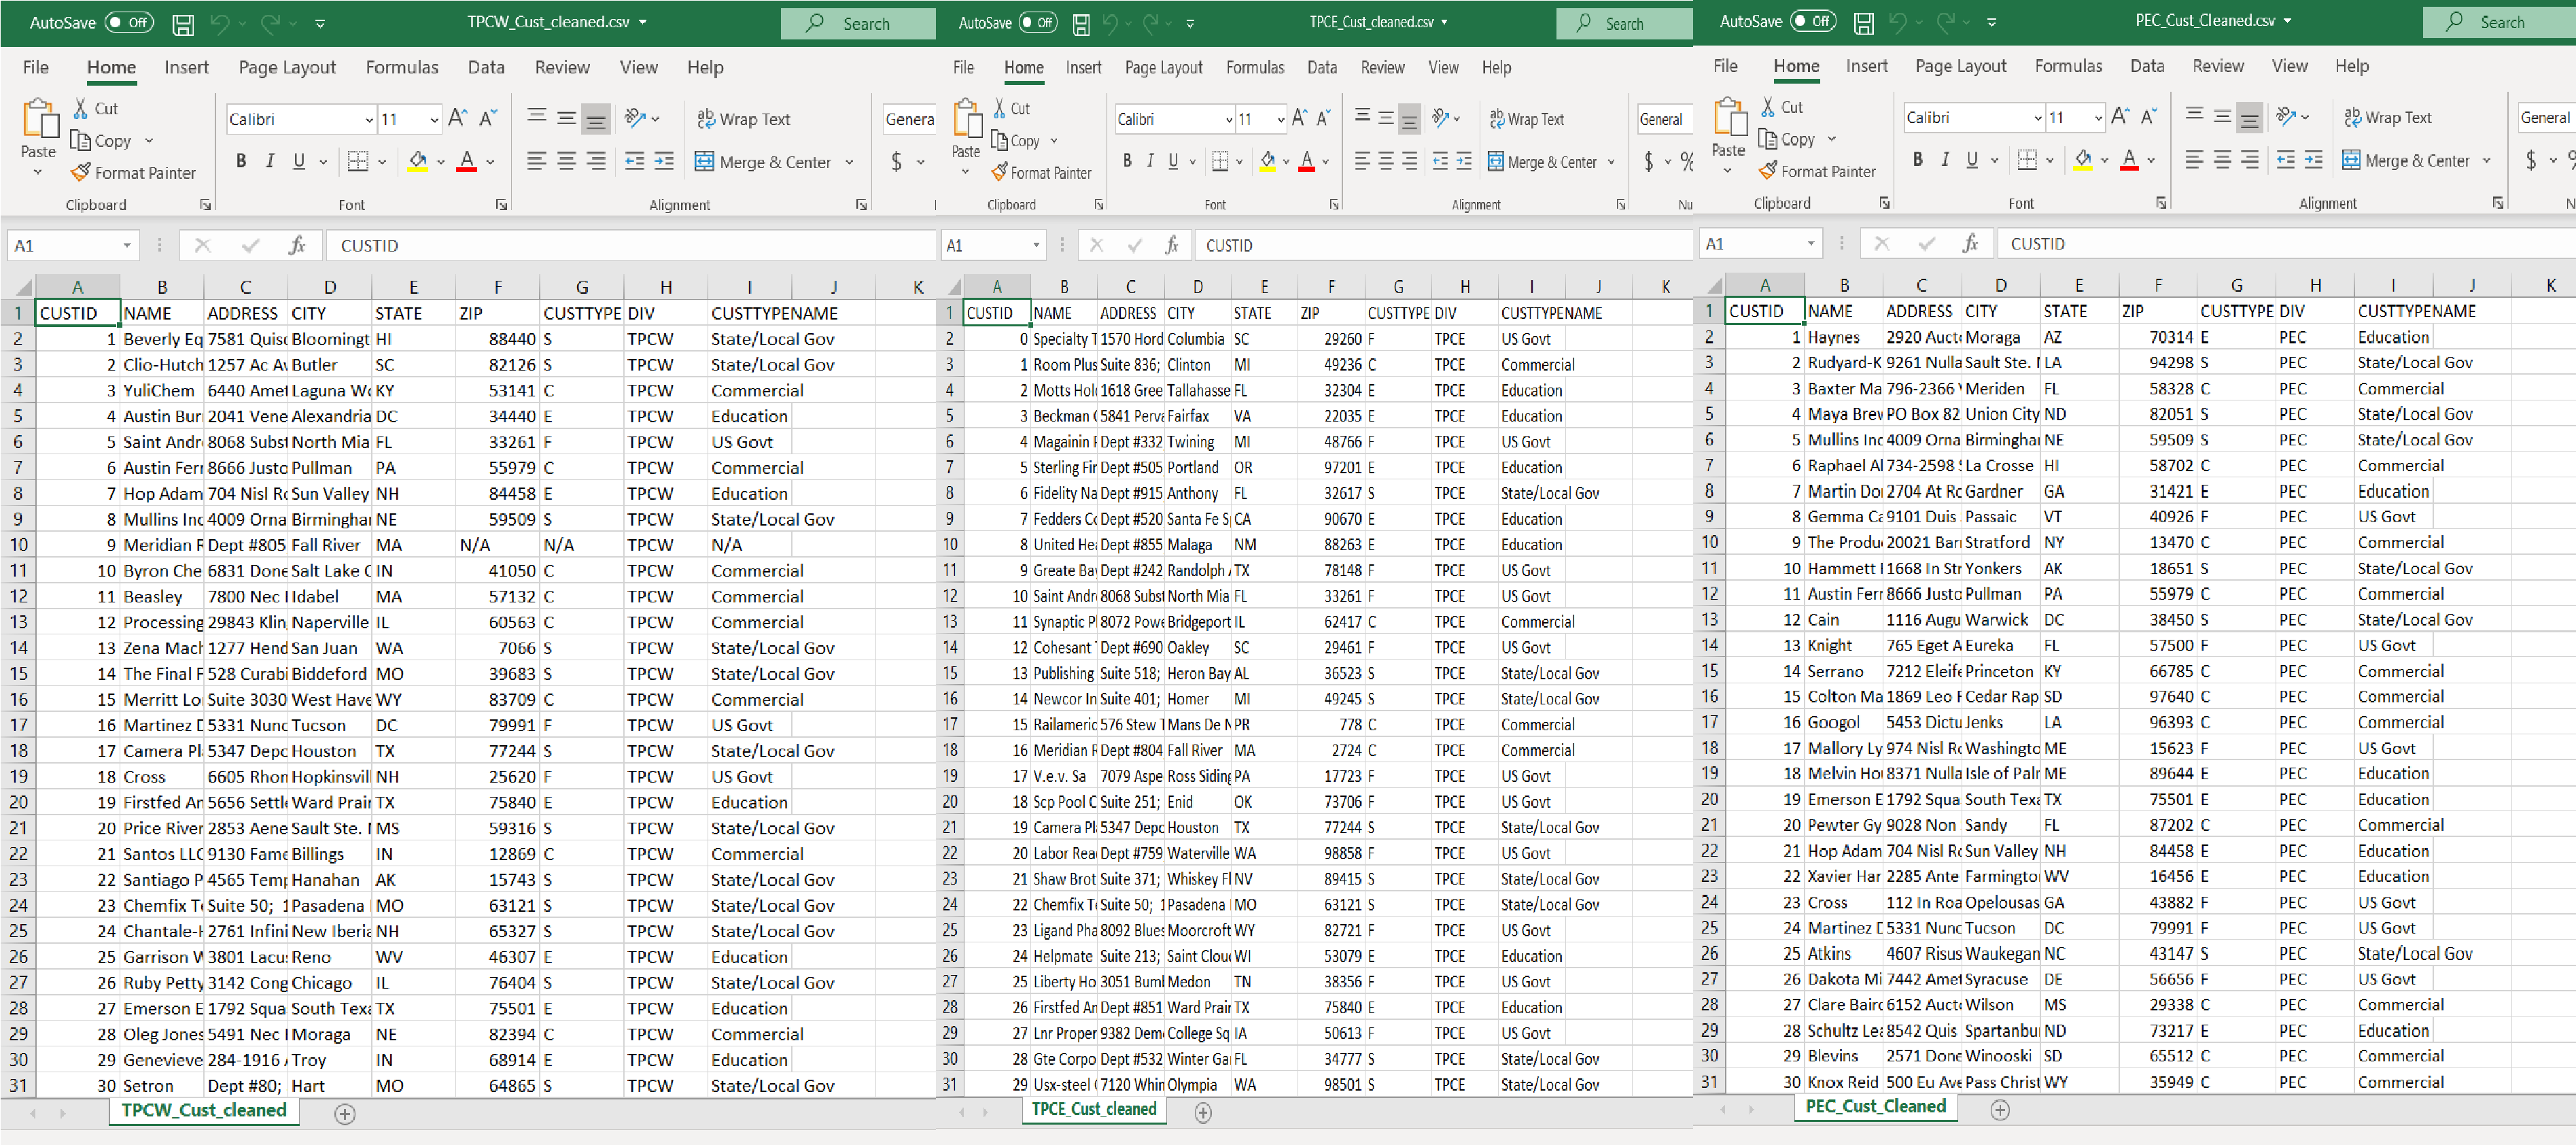 AutoSave Off TPCW_Cust_cleaned.csv Search
File Home Insert Page Layout Formulas Data Review View Help
Paste Cut Copy Format Painter
Calibri 11
B I U A
ab Wrap Text
Merge & Center
Genera
$
Clipboard Font Alignment
A1 fx CUSTID
A B C D E F G H I J K
1 CUSTID NAME ADDRESS CITY STATE ZIP CUSTTYPE DIV CUSTTYPENAME
2 1 Beverly Eq 7581 Quisc Bloomingt HI 88440 S TPCW State/Local Gov
3 2 Clio-Hutch 1257 Ac Av Butler SC 82126 S TPCW State/Local Gov
4 3 YuliChem 6440 Amet Laguna Wo KY 53141 C TPCW Commercial
5 4 Austin Bur 2041 Vene Alexandria DC 34440 E TPCW Education
6 5 Saint Andr 8068 Subst North Mia FL 33261 F TPCW US Govt
7 6 Austin Ferr 8666 Justo Pullman PA 55979 C TPCW Commercial
8 7 Hop Adam 704 Nisl Ro Sun Valley NH 84458 E TPCW Education
9 8 Mullins Inc 4009 Orna Birmingha NE 59509 S TPCW State/Local Gov
10 9 Meridian R Dept #805 Fall River MA N/A N/A TPCW N/A
11 10 Byron Che 6831 Done Salt Lake C IN 41050 C TPCW Commercial
12 11 Beasley 7800 Nec I Idabel MA 57132 C TPCW Commercial
13 12 Processing 29843 Klin Naperville IL 60563 C TPCW Commercial
14 13 Zena Mach 1277 Hend San Juan WA 7066 S TPCW State/Local Gov
15 14 The Final F 528 Curabi Biddeford MO 39683 S TPCW State/Local Gov
16 15 Merritt Lo Suite 3030 West Have WY 83709 C TPCW Commercial
17 16 Martinez D 5331 Nunc Tucson DC 79991 F TPCW US Govt
18 17 Camera Pl 5347 Depo Houston TX 77244 S TPCW State/Local Gov
19 18 Cross 6605 Rhon Hopkinsvil NH 25620 F TPCW US Govt
20 19 Firstfed An 5656 Settl Ward Prair TX 75840 E TPCW Education
21 20 Price River 2853 Aene Sault Ste. MS 59316 S TPCW State/Local Gov
22 21 Santos LLC 9130 Fame Billings IN 12869 C TPCW Commercial
23 22 Santiago P 4565 Temp Hanahan AK 15743 S TPCW State/Local Gov
24 23 Chemfix Te Suite 50; 1 Pasadena MO 63121 S TPCW State/Local Gov
25 24 Chantale-H 2761 Infini New Iberia NH 65327 S TPCW State/Local Gov
26 25 Garrison W 3801 Lacus Reno WV 46307 E TPCW Education
27 26 Ruby Petty 3142 Cong Chicago IL 76404 S TPCW State/Local Gov
28 27 Emerson E 1792 Squa South Texa TX 75501 E TPCW Education
29 28 Oleg Jones 5491 Nec I Moraga NE 82394 C TPCW Commercial
30 29 Genevieve 284-1916 A Troy IN 68914 E TPCW Education
31 30 Setron Dept #80; Hart MO 64865 S TPCW State/Local Gov
TPCW_Cust_cleaned
AutoSave Off TPCE_Cust_cleaned.csv Search
File Home Insert Page Layout Formulas Data Review View Help
Paste Cut Copy Format Painter
Calibri 11
B I U A
ab Wrap Text
Merge & Center
General
$ %
Clipboard Font Alignment Nu
A1 fx CUSTID
A B C D E F G H I J K
1 CUSTID NAME ADDRESS CITY STATE ZIP CUSTTYPE DIV CUSTTYPENAME
2 0 Specialty T 1570 Hord Columbia SC 29260 F TPCE US Govt
3 1 Room Plus Suite 836; Clinton MI 49236 C TPCE Commercial
4 2 Motts Hol 1618 Gree Tallahasse FL 32304 E TPCE Education
5 3 Beckman C 5841 Perva Fairfax VA 22035 E TPCE Education
6 4 Magainin P Dept #332 Twining MI 48766 F TPCE US Govt
7 5 Sterling Fir Dept #505 Portland OR 97201 E TPCE Education
8 6 Fidelity Na Dept #915 Anthony FL 32617 S TPCE State/Local Gov
9 7 Fedders Co Dept #520 Santa Fe S CA 90670 E TPCE Education
10 8 United Hea Dept #855 Malaga NM 88263 E TPCE Education
11 9 Greate Bay Dept #242 Randolph A TX 78148 F TPCE US Govt
12 10 Saint Andr 8068 Subst North Mia FL 33261 F TPCE US Govt
13 11 Synaptic P 8072 Powe Bridgeport IL 62417 C TPCE Commercial
14 12 Cohesant T Dept #690 Oakley SC 29461 F TPCE US Govt
15 13 Publishing Suite 518; Heron Bay AL 36523 S TPCE State/Local Gov
16 14 Newcor In Suite 401; Homer MI 49245 S TPCE State/Local Gov
17 15 Railameric 576 Stew T Mans De N PR 778 C TPCE Commercial
18 16 Meridian R Dept #804 Fall River MA 2724 C TPCE Commercial
19 17 V.e.v. Sa 7079 Aspe Ross Siding PA 17723 F TPCE US Govt
20 18 Scp Pool C Suite 251; Enid OK 73706 F TPCE US Govt
21 19 Camera Pl 5347 Depo Houston TX 77244 S TPCE State/Local Gov
22 20 Labor Rea Dept #759 Waterville WA 98858 F TPCE US Govt
23 21 Shaw Brot Suite 371; Whiskey Fl NV 89415 S TPCE State/Local Gov
24 22 Chemfix Te Suite 50; 1 Pasadena MO 63121 S TPCE State/Local Gov
25 23 Ligand Pha 8092 Blues Moorcroft WY 82721 F TPCE US Govt
26 24 Helpmate Suite 213; Saint Clou WI 53079 E TPCE Education
27 25 Liberty Ho 3051 Bumb Medon TN 38356 F TPCE US Govt
28 26 Firstfed An Dept #851 Ward Prair TX 75840 E TPCE Education
29 27 Lnr Proper 9382 Demo College Sq IA 50613 F TPCE US Govt
30 28 Gte Corpo Dept #532 Winter Ga FL 34777 S TPCE State/Local Gov
31 29 Usx-steel 7120 Whin Olympia WA 98501 S TPCE State/Local Gov
TPCE_Cust_cleaned
AutoSave Off PEC_Cust_Cleaned.csv Search
File Home Insert Page Layout Formulas Data Review View Help
Paste Cut Copy Format Painter
Calibri 11
B I U A
ab Wrap Text
Merge & Center
General
$
Clipboard Font Alignment N
A1 fx CUSTID
A B C D E F G H I J K
1 CUSTID NAME ADDRESS CITY STATE ZIP CUSTTYPE DIV CUSTTYPENAME
2 1 Haynes 2920 Aucto Moraga AZ 70314 E PEC Education
3 2 Rudyard-K 9261 Nulla Sault Ste. LA 94298 S PEC State/Local Gov
4 3 Baxter Ma 796-2366 V Meriden FL 58328 C PEC Commercial
5 4 Maya Brew PO Box 82 Union City ND 82051 S PEC State/Local Gov
6 5 Mullins Inc 4009 Orna Birmingha NE 59509 S PEC State/Local Gov
7 6 Raphael Al 734-2598 S La Crosse HI 58702 C PEC Commercial
8 7 Martin Do 2704 At Ro Gardner GA 31421 E PEC Education
9 8 Gemma Ca 9101 Duis Passaic VT 40926 F PEC US Govt
10 9 The Produ 20021 Barr Stratford NY 13470 C PEC Commercial
11 10 Hammett 1668 In Str Yonkers AK 18651 S PEC State/Local Gov
12 11 Austin Ferr 8666 Justo Pullman PA 55979 C PEC Commercial
13 12 Cain 1116 Augu Warwick DC 38450 S PEC State/Local Gov
14 13 Knight 765 Eget A Eureka FL 57500 F PEC US Govt
15 14 Serrano 7212 Eleife Princeton KY 66785 C PEC Commercial
16 15 Colton Ma 1869 Leo R Cedar Rap SD 97640 C PEC Commercial
17 16 Googol 5453 Dictu Jenks LA 96393 C PEC Commercial
18 17 Mallory Ly 974 Nisl Ro Washingto ME 15623 F PEC US Govt
19 18 Melvin Ho 8371 Nulla Isle of Palr ME 89644 E PEC Education
20 19 Emerson E 1792 Squa South Texa TX 75501 E PEC Education
21 20 Pewter Gy 9028 Non Sandy FL 87202 C PEC Commercial
22 21 Hop Adam 704 Nisl Ro Sun Valley NH 84458 E PEC Education
23 22 Xavier Har 2285 Ante Farmingto WV 16456 E PEC Education
24 23 Cross 112 In Roa Opelousas GA 43882 F PEC US Govt
25 24 Martinez D 5331 Nunc Tucson DC 79991 F PEC US Govt
26 25 Atkins 4607 Risus Waukegan NC 43147 S PEC State/Local Gov
27 26 Dakota Mi 7442 Amet Syracuse DE 56656 F PEC US Govt
28 27 Clare Baird 6152 Aucto Wilson MS 29338 C PEC Commercial
29 28 Schultz Lea 8542 Quis Spartanbu ND 73217 E PEC Education
30 29 Blevins 2571 Done Winooski SD 65512 C PEC Commercial
31 30 Knox Reid 500 Eu Ave Pass Christ WY 35949 C PEC Commercial
PEC_Cust_Cleaned